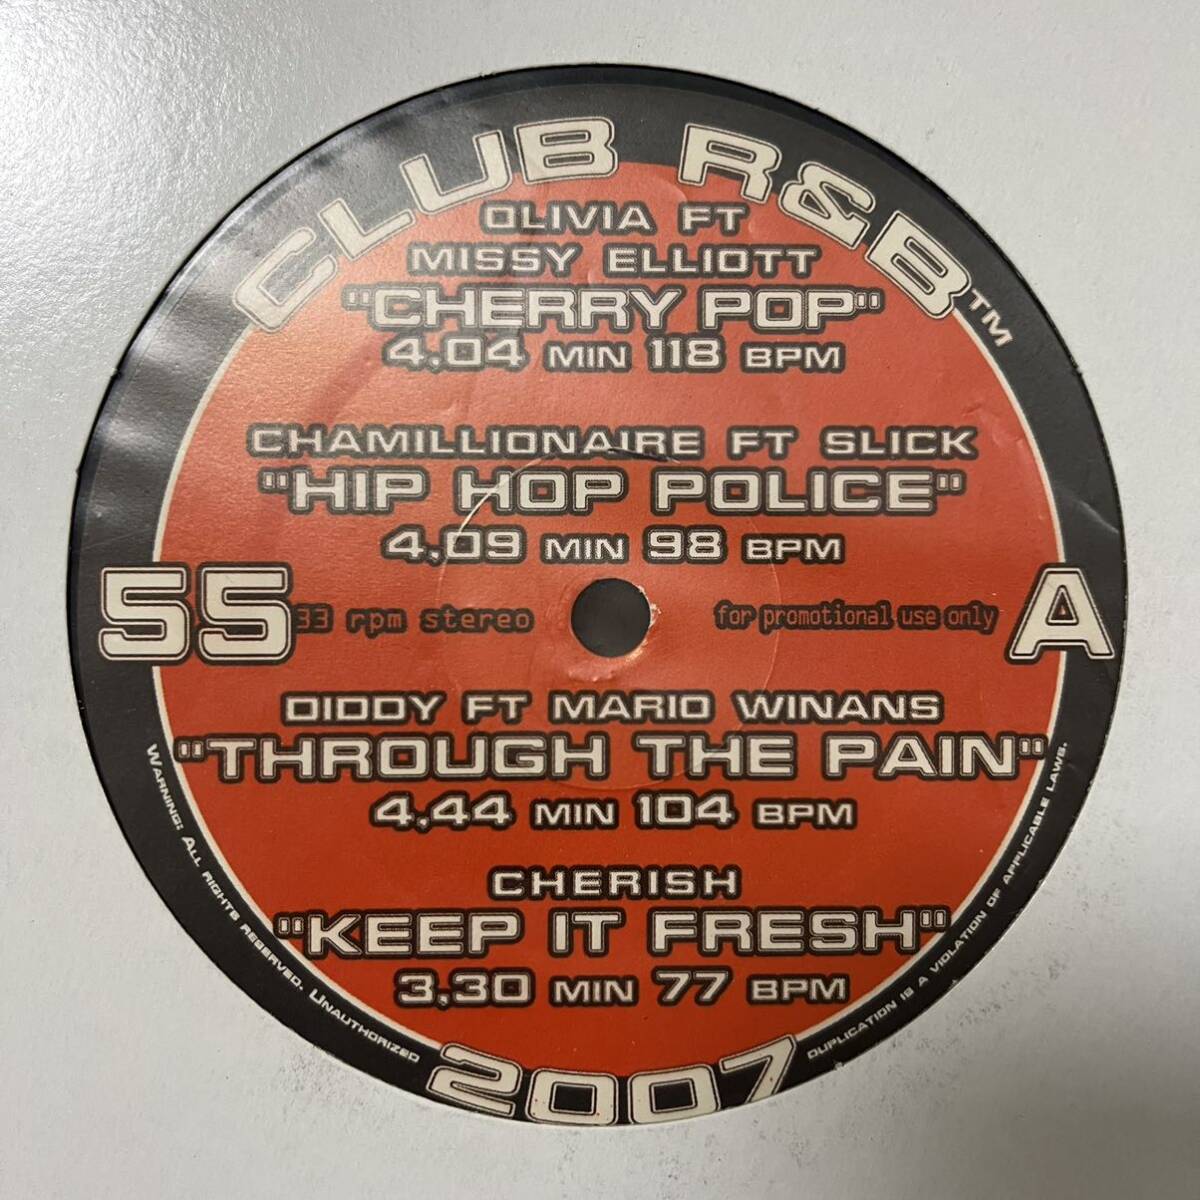 CLUB R&B™
OLIVIA FT
MISSY ELLIOTT
"CHERRY POP"
4,04 MIN 118 BPM
CHAMILLIONAIRE FT SLICK
"HIP HOP POLICE"
4,09 MIN 98 BPM
55 33 rpm stereo for promotional use only A
DIDDY FT MARIO WINANS
"THROUGH THE PAIN"
4,44 MIN 104 BPM
CHERISH
"KEEP IT FRESH"
3,30 MIN 77 BPM
WARNING: ALL RIGHTS RESERVED. UNAUTHORIZED DUPLICATION IS A VIOLATION OF APPLICABLE LAWS.
2007